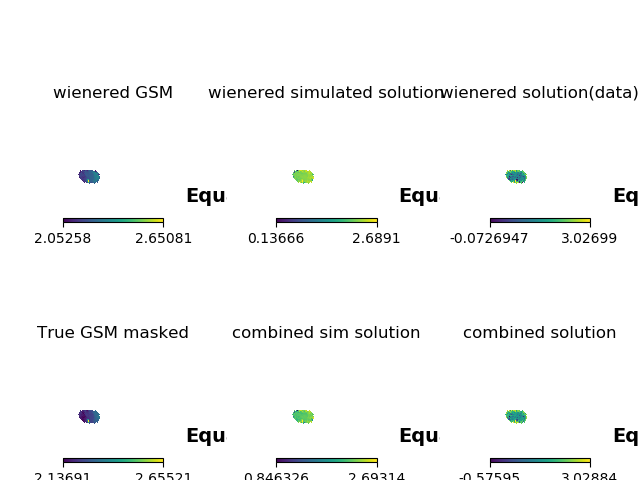 wienered GSM
wienered simulated solution
wienered solution(data)
Equ
Equ
Eq
2.05258 2.65081
0.13666 2.6891
-0.0726947 3.02699
True GSM masked
combined sim solution
combined solution
Equ
Equ
Eq
2.13691 2.65521
0.846326 2.69314
-0.57595 3.02884